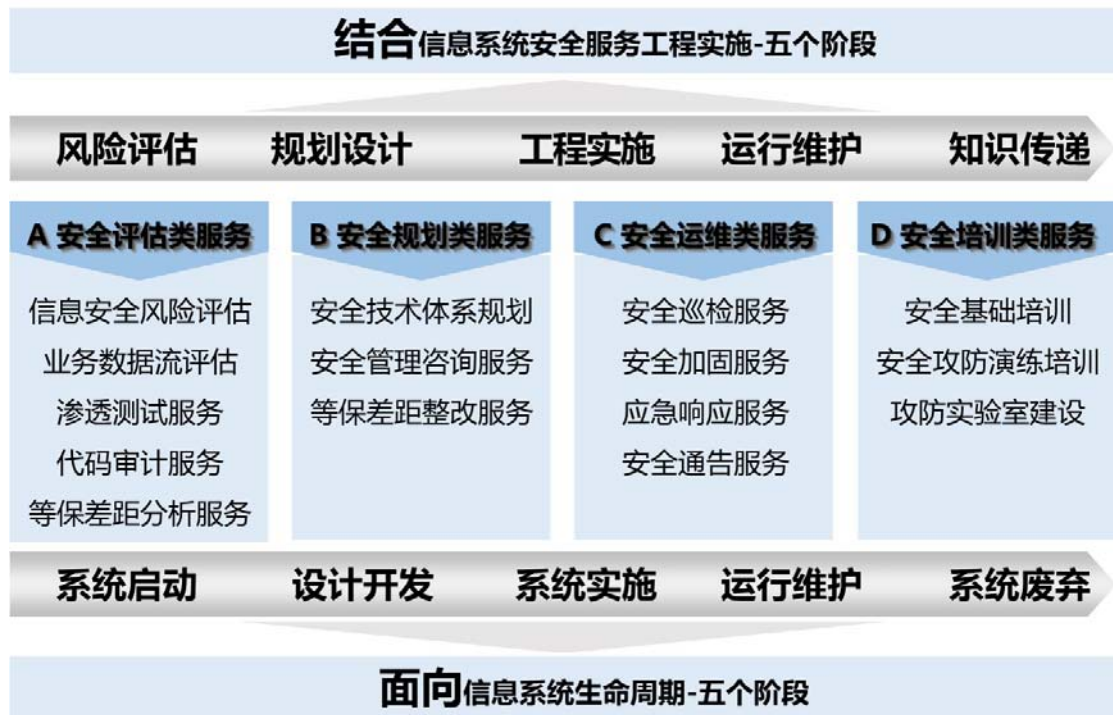 结合信息系统安全服务工程实施-五个阶段
风险评估 规划设计 工程实施 运行维护 知识传递
A 安全评估类服务
信息安全风险评估
业务数据流评估
渗透测试服务
代码审计服务
等保差距分析服务
B 安全规划类服务
安全技术体系规划
安全管理咨询服务
等保差距整改服务
C 安全运维类服务
安全巡检服务
安全加固服务
应急响应服务
安全通告服务
D 安全培训类服务
安全基础培训
安全攻防演练培训
攻防实验室建设
系统启动 设计开发 系统实施 运行维护 系统废弃
面向信息系统生命周期-五个阶段